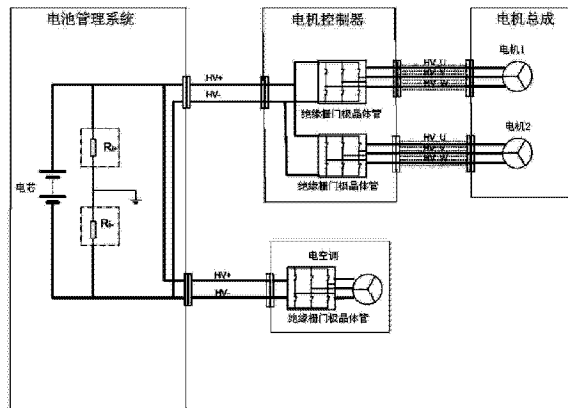 电池管理系统
电机控制器
电机总成
电机1
HV+
HV-
HV_U
HV_V
HV_W
绝缘栅门极晶体管
电机2
HV_U
HV_V
HV_W
绝缘栅门极晶体管
电芯
电空调
HV+
HV-
绝缘栅门极晶体管